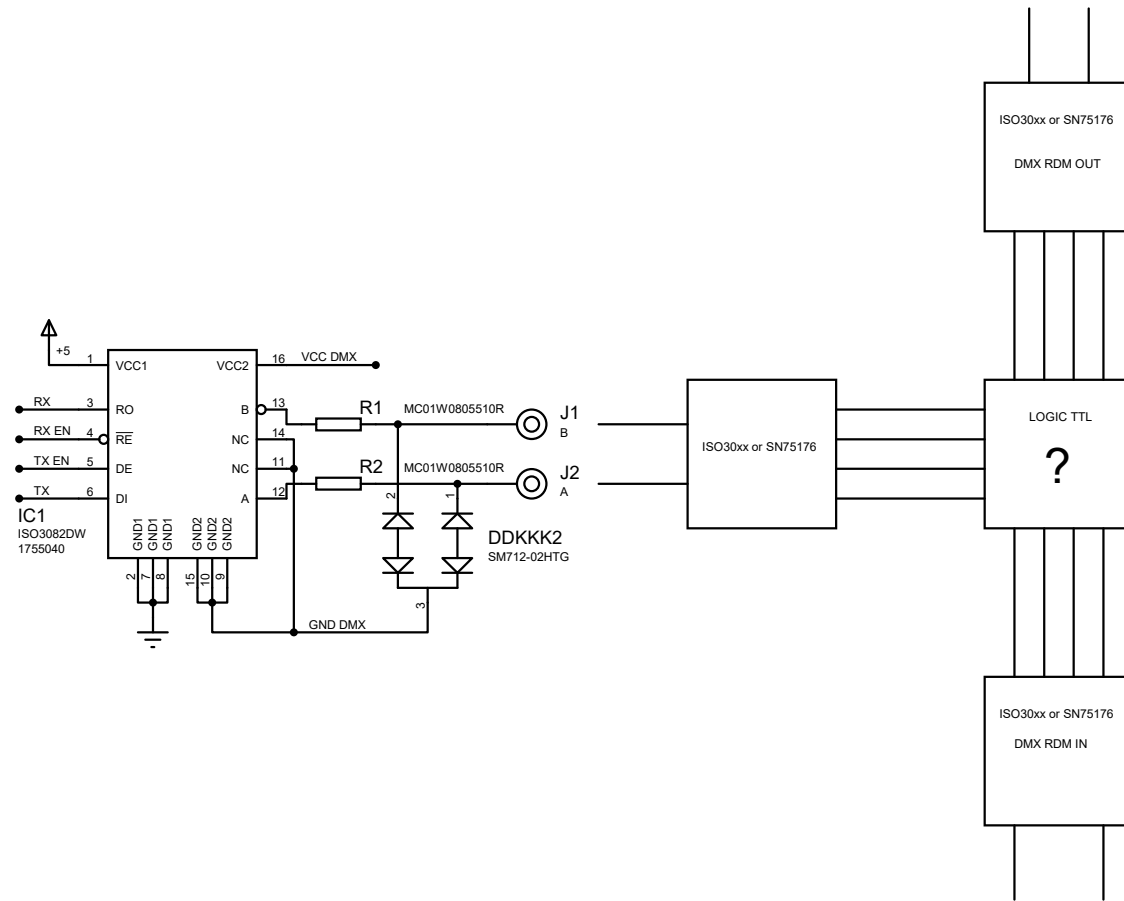 ISO30xx or SN75176
DMX RDM OUT
+5
1
VCC1
VCC2
16
VCC DMX
RX
3
RO
B
13
R1
MC01W0805510R
J1
B
RX EN
4
RE
NC
14
TX EN
5
DE
NC
11
R2
MC01W0805510R
J2
A
TX
6
DI
A
12
IC1
ISO3082DW
1755040
GND1
GND1
GND1
GND2
GND2
GND2
2
7
8
15
10
9
2
1
DDKKK2
SM712-02HTG
3
GND DMX
ISO30xx or SN75176
LOGIC TTL
?
ISO30xx or SN75176
DMX RDM IN